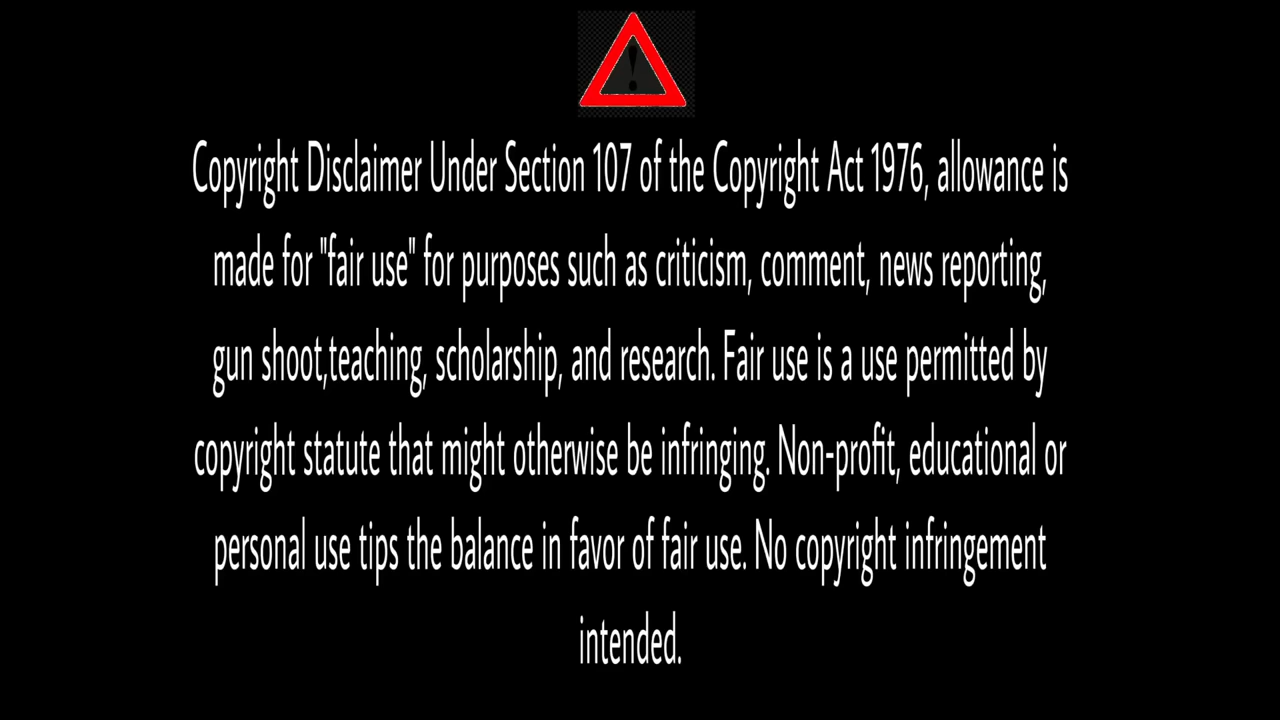 Copyright Disclaimer Under Section 107 of the Copyright Act 1976, allowance is
made for "fair use" for purposes such as criticism, comment, news reporting,
gun shoot,teaching, scholarship, and research. Fair use is a use permitted by
copyright statute that might otherwise be infringing. Non-profit, educational or
personal use tips the balance in favor of fair use. No copyright infringement
intended.